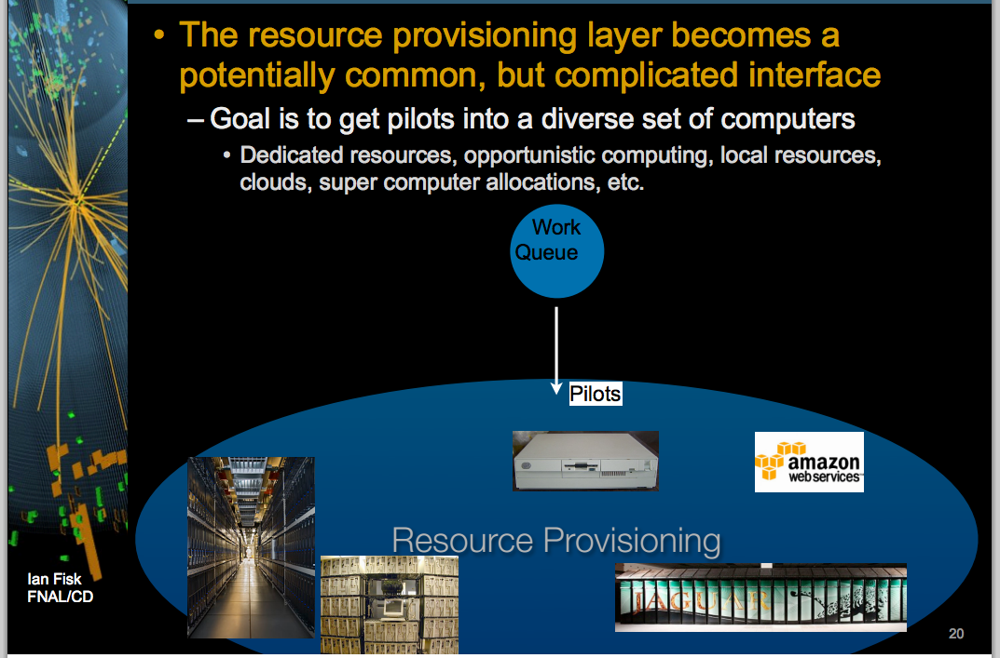 • The resource provisioning layer becomes a
potentially common, but complicated interface
– Goal is to get pilots into a diverse set of computers
• Dedicated resources, opportunistic computing, local resources,
clouds, super computer allocations, etc.
Work
Queue
Pilots
amazon
webservices™
Resource Provisioning
JAGUAR
Ian Fisk
FNAL/CD
20